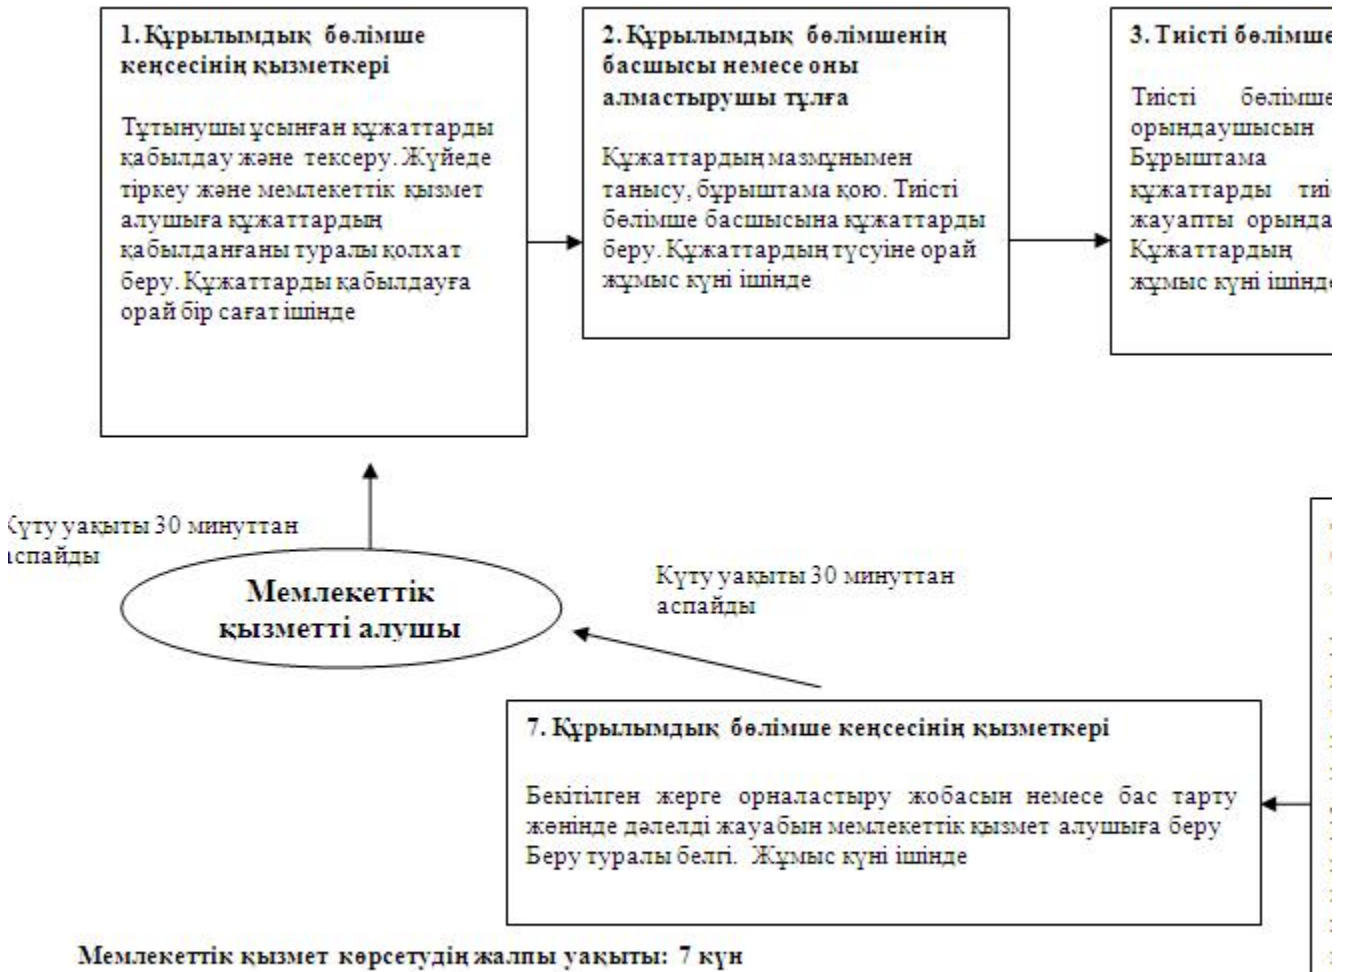 1. Құрылымдық бөлімше
кеңсесінің қызметкері
Тұтынушы ұсынған құжаттарды
қабылдау және тексеру. Жүйеде
тіркеу және мемлекеттік қызмет
алушыға құжаттардың
қабылданғаны туралы қолхат
беру. Құжаттарды қабылдауға
орай бір сағат ішінде
2. Құрылымдық бөлімшенің
басшысы немесе оны
алмастырушы тұлға
Құжаттардың мазмұнымен
танысу, бұрыштама қою. Тиісті
бөлімше басшысына құжаттарды
беру. Құжаттардың түсуіне орай
жұмыс күні ішінде
3. Тиісті бөлімше
Тиісті бөлімше
орындаушысын
Бұрыштама
құжаттарды
жауапты
Құжаттардың
жұмыс күні
Күту уақыты 30 минуттан
аспайды
Мемлекеттік
қызметті алушы
Күту уақыты 30 минуттан
аспайды
7. Құрылымдық бөлімше кеңсесінің қызметкері
Бекітілген жерге орналастыру жобасын немесе бас тарту
жөнінде дәлелді жауабын мемлекеттік қызмет алушыға беру
Беру туралы белгі. Жұмыс күні ішінде
Мемлекеттік қызмет көрсетудің жалпы уақыты: 7 күн